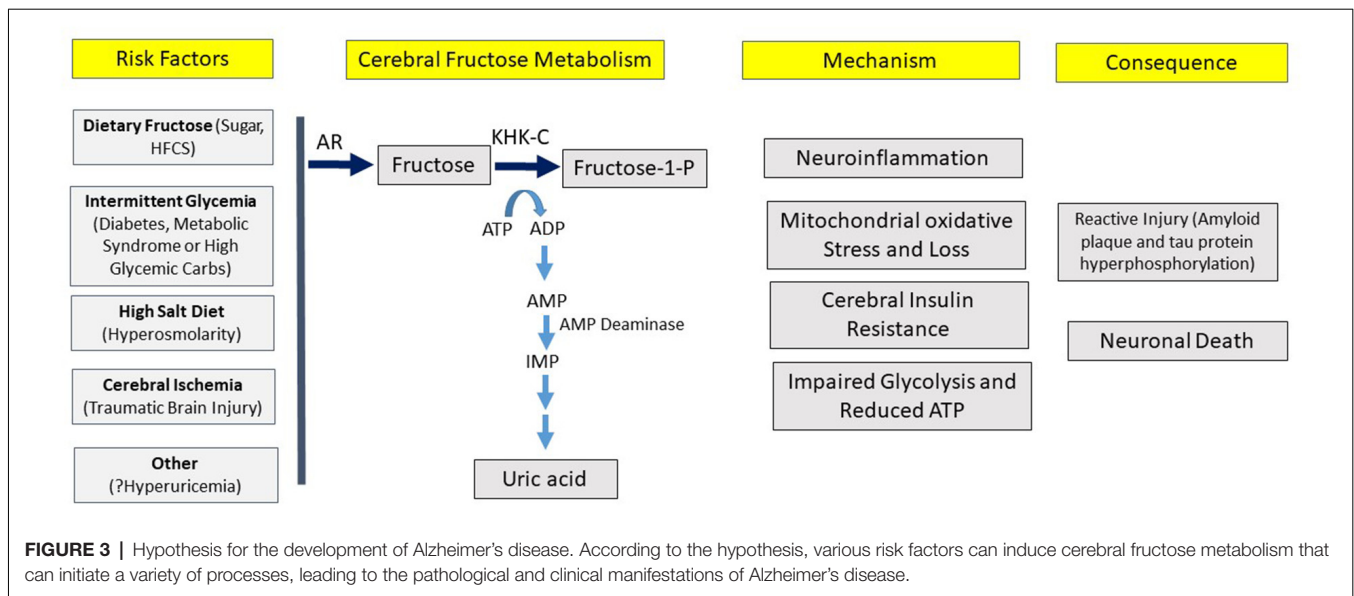 Risk Factors
Dietary Fructose (Sugar,
HFCS)
Intermittent Glycemia
(Diabetes, Metabolic
Syndrome or High
Glycemic Carbs)
High Salt Diet
(Hyperosmolarity)
Cerebral Ischemia
(Traumatic Brain Injury)
Other
(?Hyperuricemia)
Cerebral Fructose Metabolism
AR
Fructose
KHK-C
Fructose-1-P
ATP
ADP
AMP
AMP Deaminase
IMP
Uric acid
Mechanism
Neuroinflammation
Mitochondrial oxidative
Stress and Loss
Cerebral Insulin
Resistance
Impaired Glycolysis and
Reduced ATP
Consequence
Reactive Injury (Amyloid
plaque and tau protein
hyperphosphorylation)
Neuronal Death
FIGURE 3 | Hypothesis for the development of Alzheimer's disease. According to the hypothesis, various risk factors can induce cerebral fructose metabolism that
can initiate a variety of processes, leading to the pathological and clinical manifestations of Alzheimer's disease.